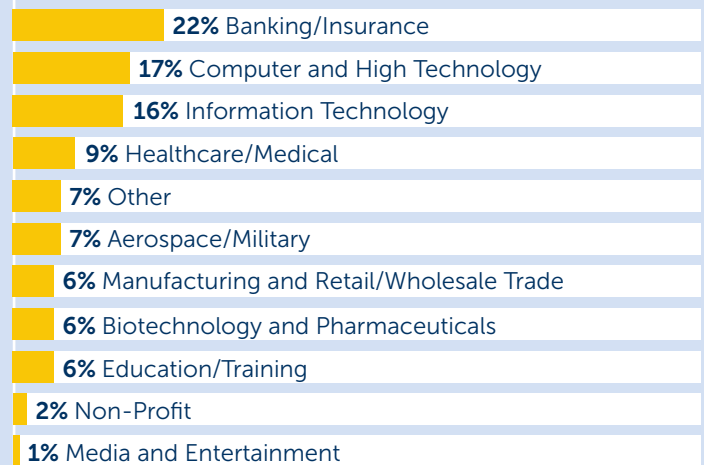 22% Banking/Insurance
17% Computer and High Technology
16% Information Technology
9% Healthcare/Medical
7% Other
7% Aerospace/Military
6% Manufacturing and Retail/Wholesale Trade
6% Biotechnology and Pharmaceuticals
6% Education/Training
2% Non-Profit
1% Media and Entertainment